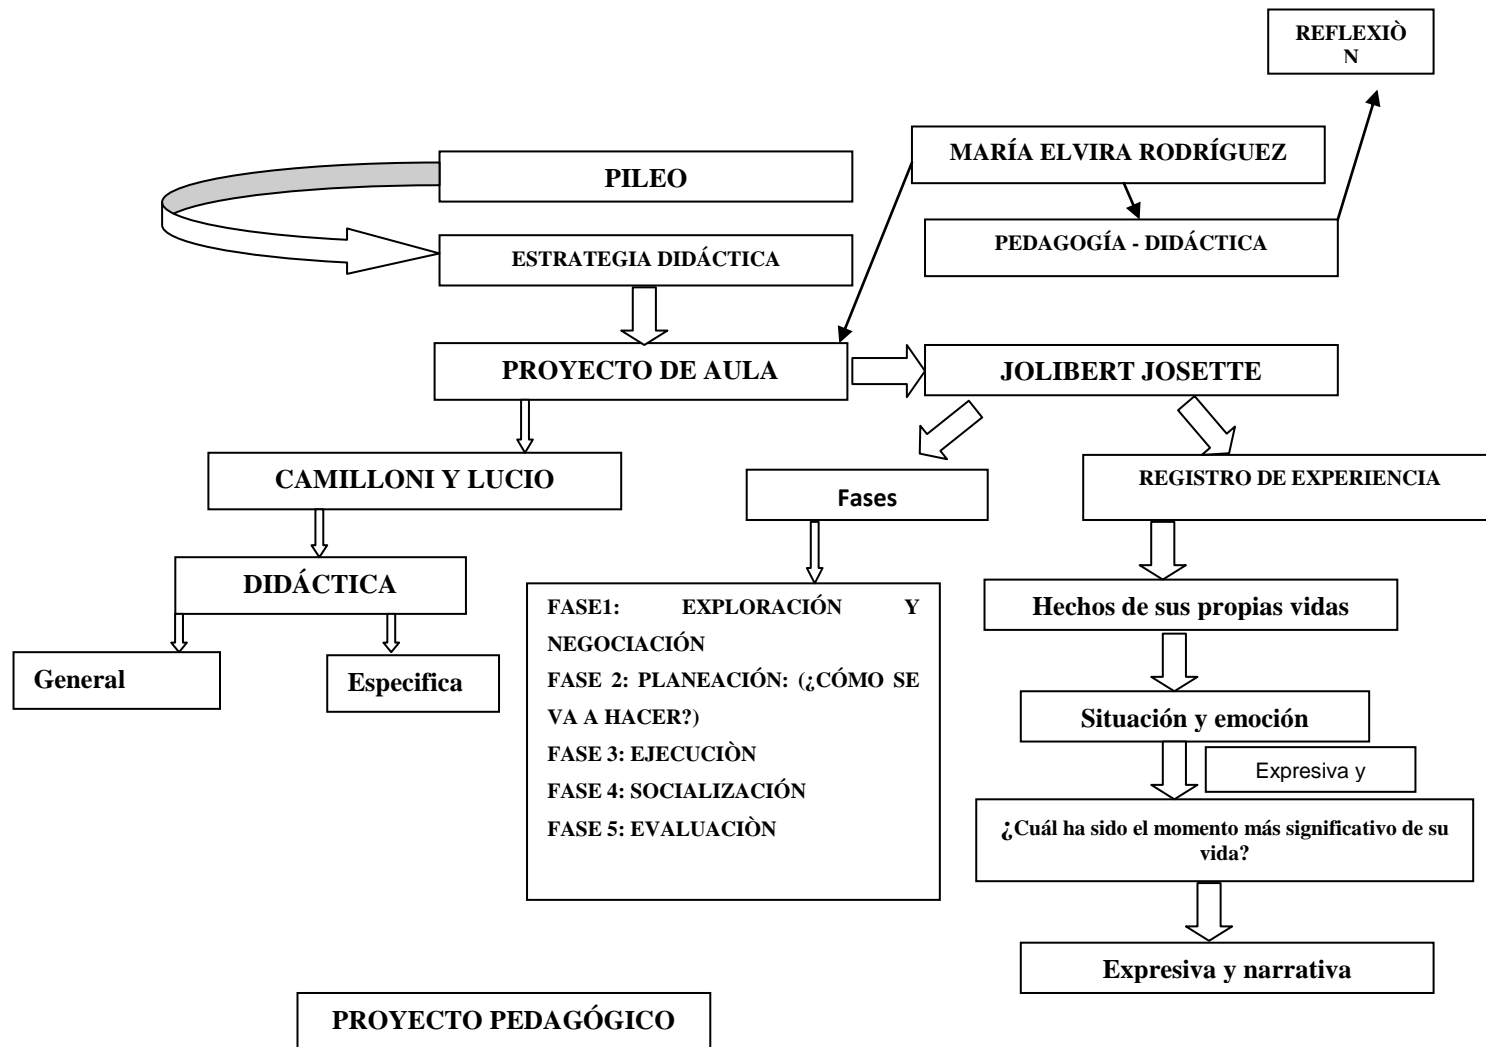 REFLEXIÒ
N
MARÍA ELVIRA RODRÍGUEZ
PILEO
PEDAGOGÍA - DIDÁCTICA
ESTRATEGIA DIDÁCTICA
PROYECTO DE AULA
JOLIBERT JOSETTE
CAMILLONI Y LUCIO
Fases
REGISTRO DE EXPERIENCIA
DIDÁCTICA
General
Especifica
FASE1: EXPLORACIÓN Y
NEGOCIACIÓN
FASE 2: PLANEACIÓN: (¿CÓMO SE
VA A HACER?)
FASE 3: EJECUCIÒN
FASE 4: SOCIALIZACIÓN
FASE 5: EVALUACIÒN
Hechos de sus propias vidas
Situación y emoción
Expresiva y
¿Cuál ha sido el momento más significativo de su
vida?
Expresiva y narrativa
PROYECTO PEDAGÓGICO